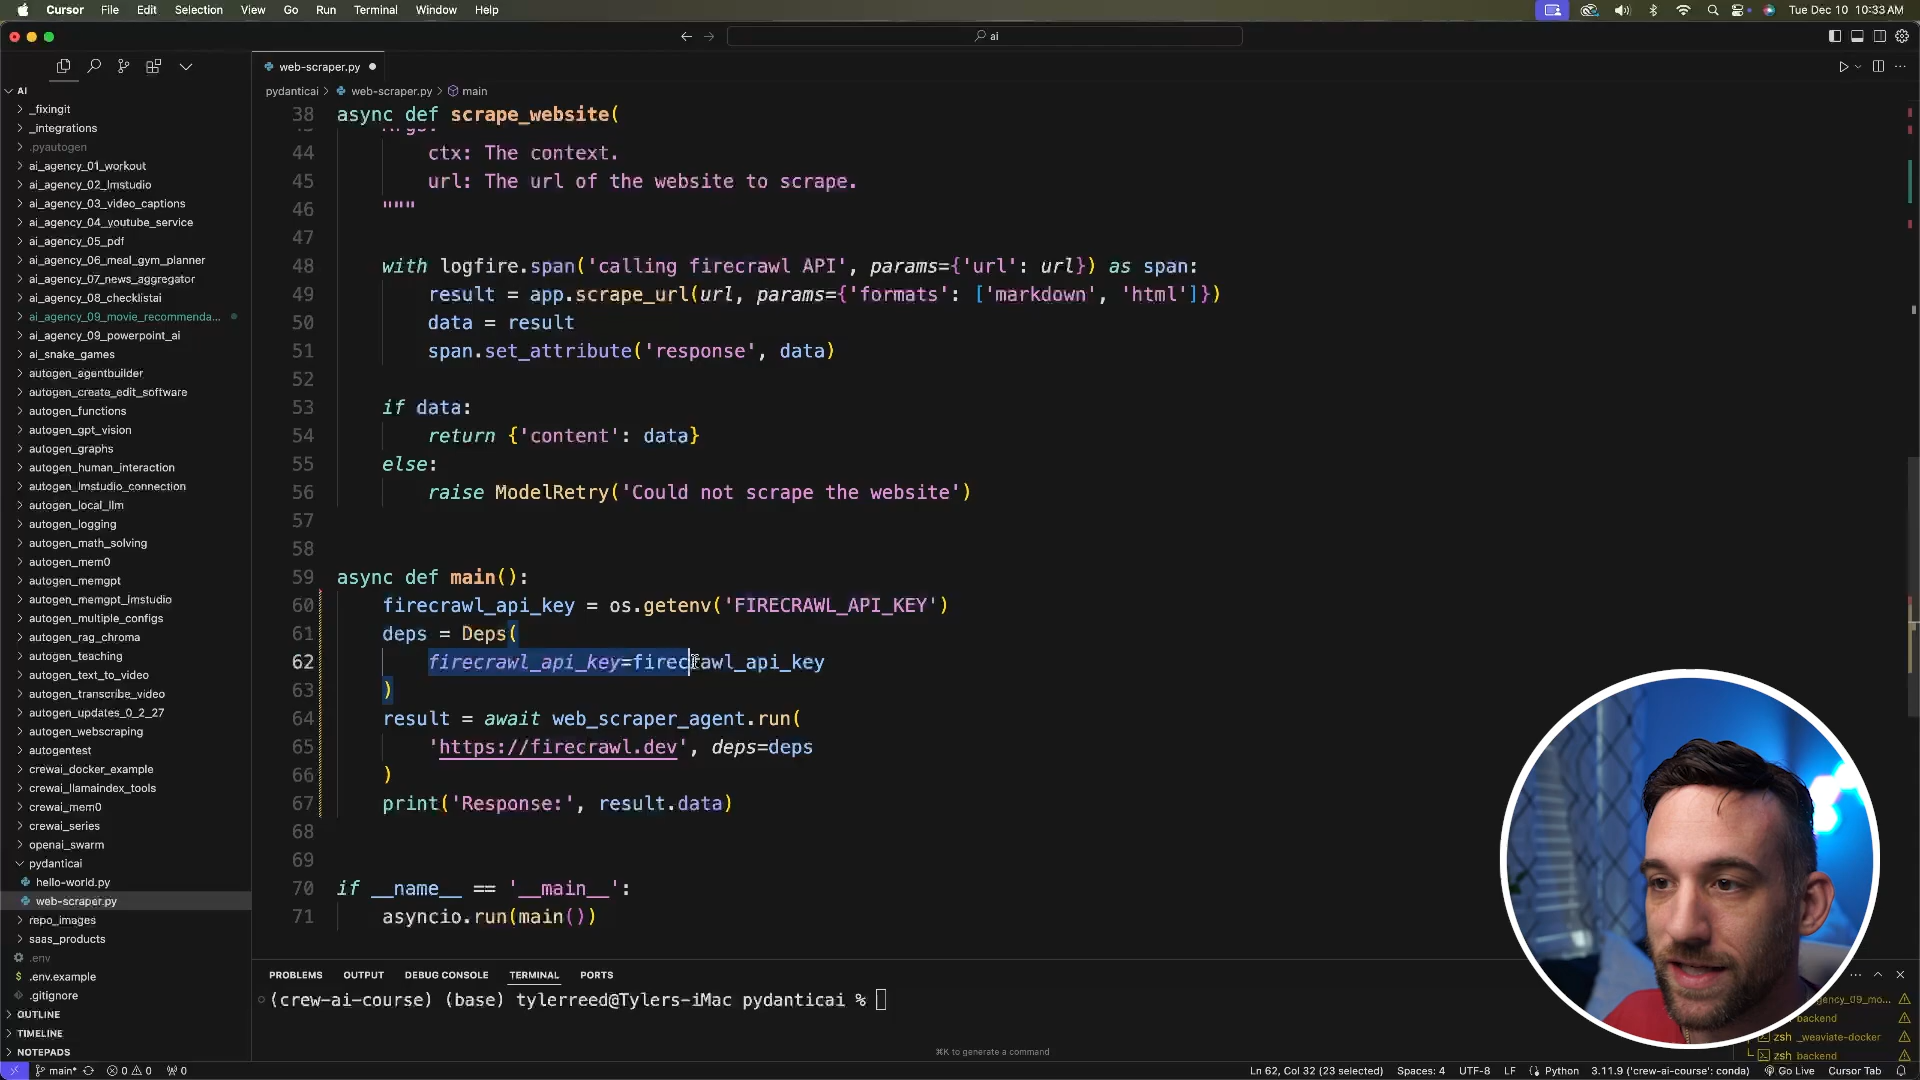 Cursor File Edit Selection View Go Run Terminal Window Help Tue Dec 10 10:33 AM
ai
web-scraper.py
pydanticai > web-scraper.py > main
AI
_fixingit
_integrations
.pyautogen
ai_agency_01_workout
ai_agency_02_lmstudio
ai_agency_03_video_captions
ai_agency_04_youtube_service
ai_agency_05_pdf
ai_agency_06_meal_gym_planner
ai_agency_07_news_aggregator
ai_agency_08_checklistai
ai_agency_09_movie_recommenda...
ai_agency_09_powerpoint_ai
ai_snake_games
autogen_agentbuilder
autogen_create_edit_software
autogen_functions
autogen_gpt_vision
autogen_graphs
autogen_human_interaction
autogen_lmstudio_connection
autogen_local_llm
autogen_logging
autogen_math_solving
autogen_mem0
autogen_memgpt
autogen_memgpt_lmstudio
autogen_multiple_configs
autogen_rag_chroma
autogen_teaching
autogen_text_to_video
autogen_transcribe_video
autogen_updates_0_2_27
autogen_webscraping
autogentest
crewai_docker_example
crewai_llamaindex_tools
crewai_mem0
crewai_series
openai_swarm
pydanticai
hello-world.py
web-scraper.py
repo_images
saas_products
.env
.env.example
.gitignore
OUTLINE
TIMELINE
NOTEPADS
38 async def scrape_website(
44 ctx: The context.
45 url: The url of the website to scrape.
46 """
47
48 with logfire.span('calling firecrawl API', params={'url': url}) as span:
49 result = app.scrape_url(url, params={'formats': ['markdown', 'html']})
50 data = result
51 span.set_attribute('response', data)
52
53 if data:
54 return {'content': data}
55 else:
56 raise ModelRetry('Could not scrape the website')
57
58
59 async def main():
60 firecrawl_api_key = os.getenv('FIRECRAWL_API_KEY')
61 deps = Deps(
62 firecrawl_api_key=firecrawl_api_key
63 )
64 result = await web_scraper_agent.run(
65 'https://firecrawl.dev', deps=deps
66 )
67 print('Response:', result.data)
68
69
70 if __name__ == '__main__':
71 asyncio.run(main())
PROBLEMS OUTPUT DEBUG CONSOLE TERMINAL PORTS
(crew-ai-course) (base) tylerreed@Tylers-iMac pydanticai %
backend
zsh _weaviate-docker
zsh backend
⌘K to generate a command
main* 0 0 0 Ln 62, Col 32 (23 selected) Spaces: 4 UTF-8 LF Python 3.11.9 ('crew-ai-course': conda) Go Live Cursor Tab